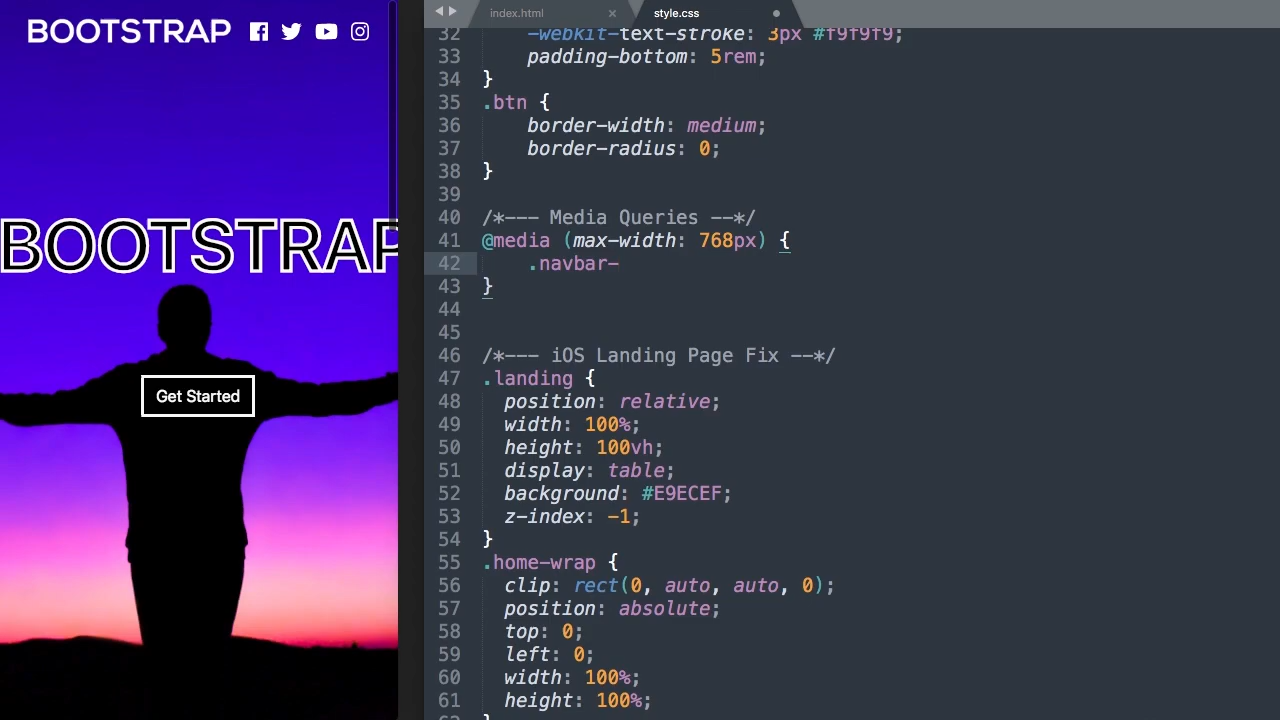 BOOTSTRAP
BOOTSTRAP
Get Started
index.html
style.css
32 -webkit-text-stroke: 3px #f9f9f9;
33 padding-bottom: 5rem;
34 }
35 .btn {
36 border-width: medium;
37 border-radius: 0;
38 }
39
40 /*--- Media Queries --*/
41 @media (max-width: 768px) {
42 .navbar-
43 }
44
45
46 /*--- iOS Landing Page Fix --*/
47 .landing {
48 position: relative;
49 width: 100%;
50 height: 100vh;
51 display: table;
52 background: #E9ECEF;
53 z-index: -1;
54 }
55 .home-wrap {
56 clip: rect(0, auto, auto, 0);
57 position: absolute;
58 top: 0;
59 left: 0;
60 width: 100%;
61 height: 100%;